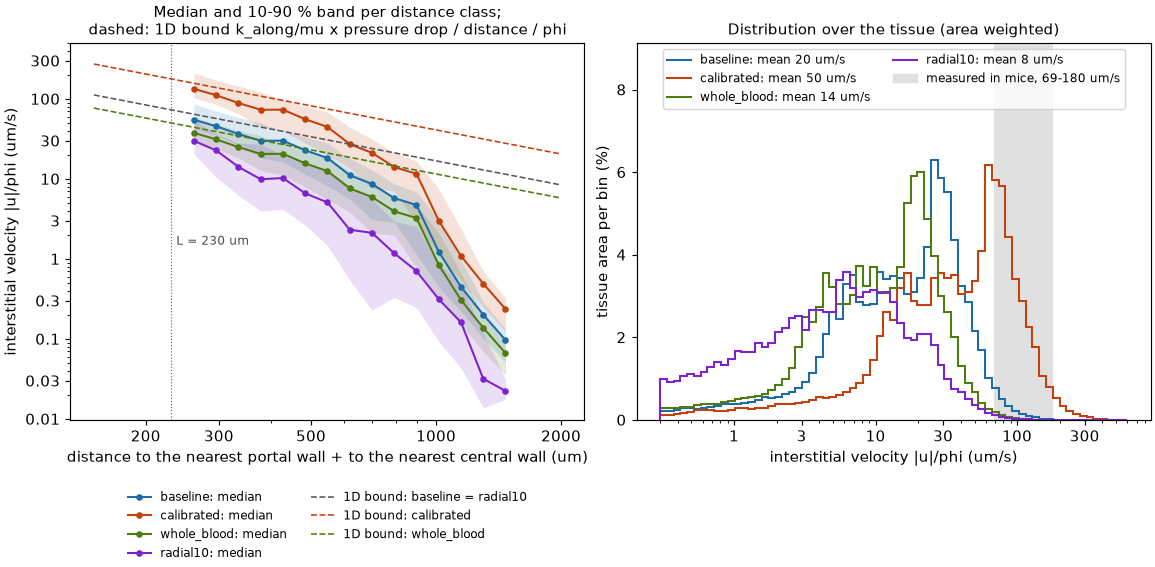 Median and 10-90 % band per distance class;
dashed: 1D bound k_along/mu x pressure drop / distance / phi
interstitial velocity |u|/phi (um/s)
300
100
30
10
3
1
0.3
0.1
0.03
0.01
L = 230 um
200
300
500
1000
2000
distance to the nearest portal wall + to the nearest central wall (um)
baseline: median
calibrated: median
whole_blood: median
radial10: median
1D bound: baseline = radial10
1D bound: calibrated
1D bound: whole_blood
Distribution over the tissue (area weighted)
tissue area per bin (%)
8
6
4
2
0
baseline: mean 20 um/s
calibrated: mean 50 um/s
whole_blood: mean 14 um/s
radial10: mean 8 um/s
measured in mice, 69-180 um/s
1
3
10
30
100
300
interstitial velocity |u|/phi (um/s)